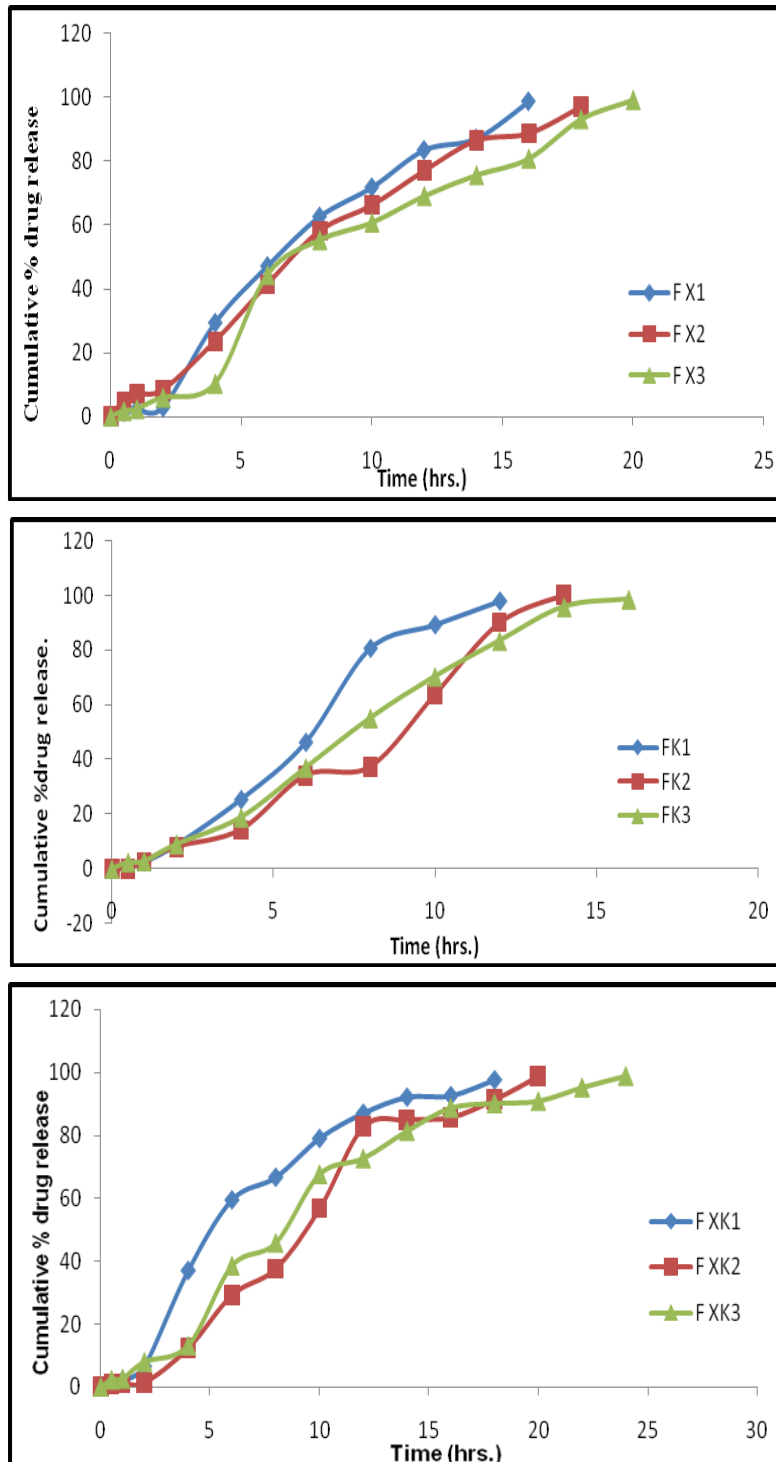 120
100
80
60
40
20
0
Cumulative % drug release
0 5 10 15 20 25
Time (hrs.)
F X1
F X2
F X3
120
100
80
60
40
20
0
-20
Cumulative %drug release.
0 5 10 15 20
Time (hrs.)
FK1
FK2
FK3
120
100
80
60
40
20
0
Cumulative % drug release
0 5 10 15 20 25 30
Time (hrs.)
F XK1
F XK2
F XK3